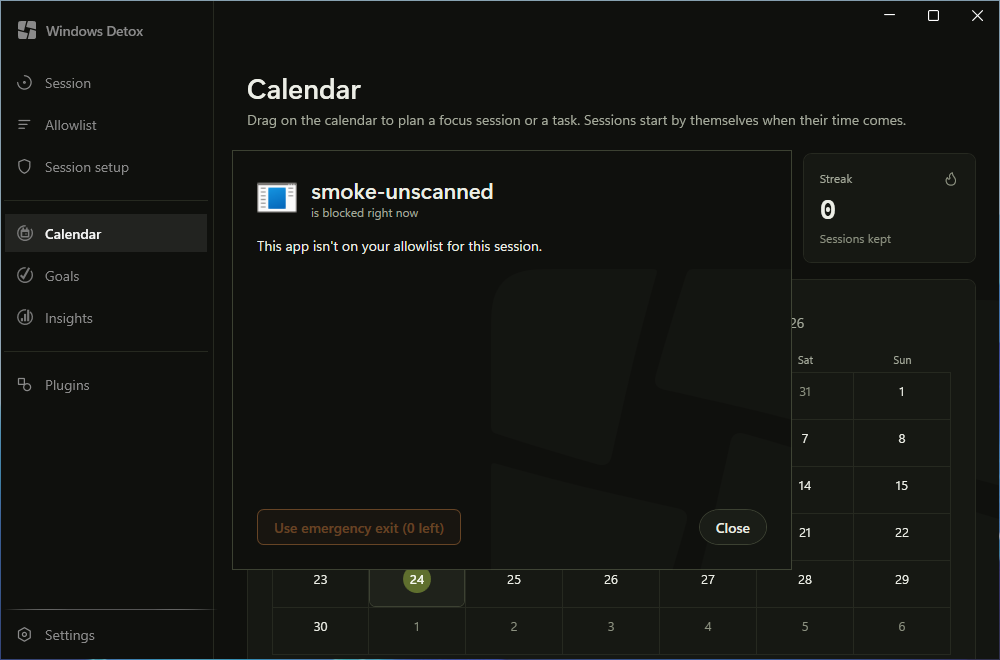 Windows Detox
Session
Allowlist
Session setup
Calendar
Goals
Insights
Plugins
Settings
Calendar
Drag on the calendar to plan a focus session or a task. Sessions start by themselves when their time comes.
smoke-unscanned
is blocked right now
This app isn't on your allowlist for this session.
Use emergency exit (0 left)
Close
Streak
0
Sessions kept
26
Sat Sun
31 1
7 8
14 15
21 22
23 24 25 26 27 28 29
30 1 2 3 4 5 6